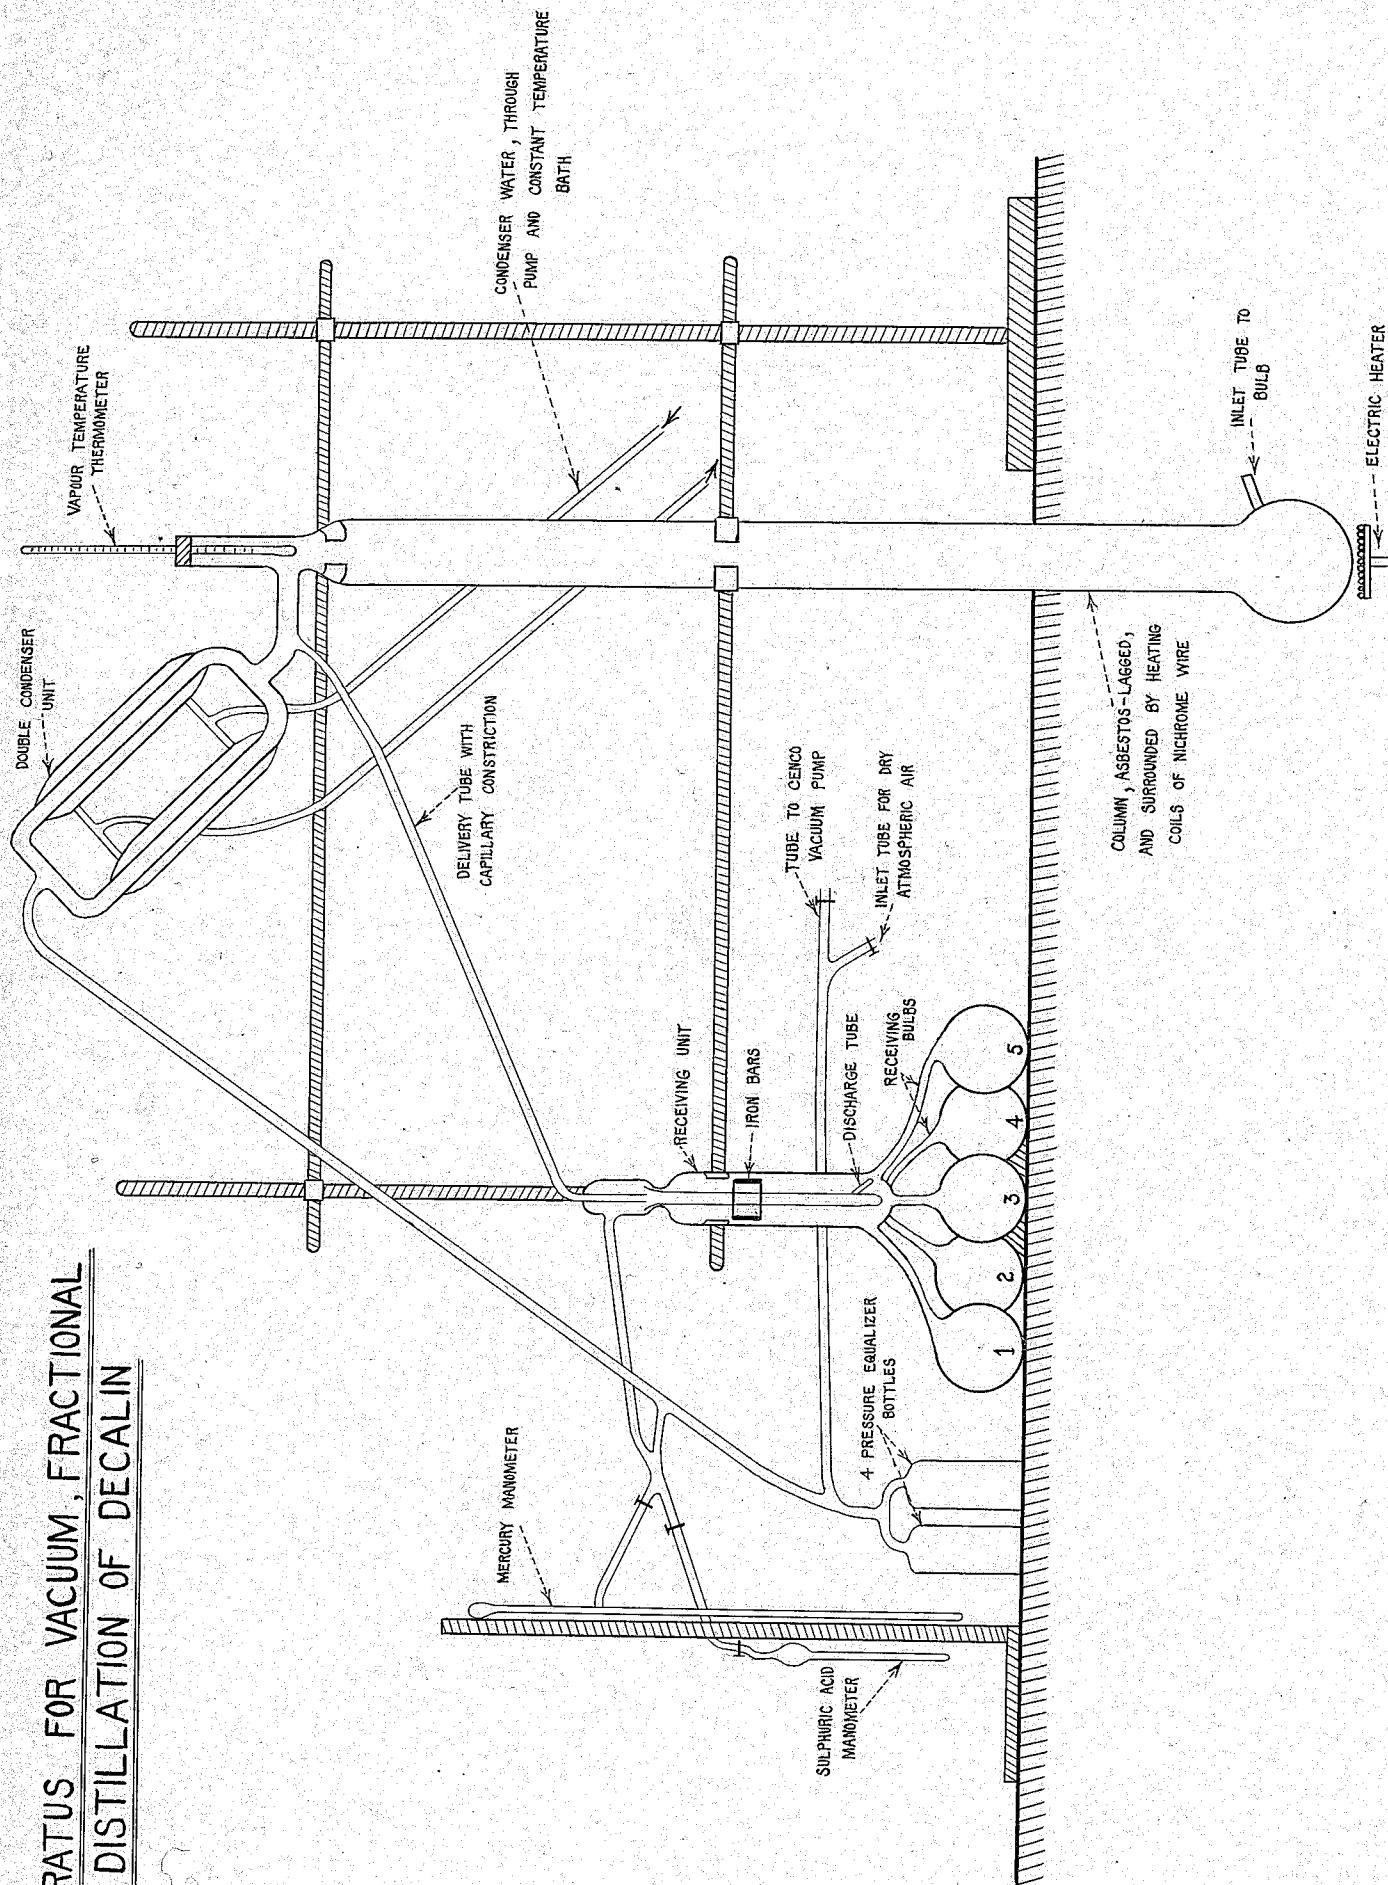 RATUS FOR VACUUM, FRACTIONAL
DISTILLATION OF DECALIN
DOUBLE CONDENSER
UNIT
VAPOUR TEMPERATURE
THERMOMETER
CONDENSER WATER, THROUGH
PUMP AND CONSTANT TEMPERATURE
BATH
DELIVERY TUBE WITH
CAPILLARY CONSTRICTION
MERCURY MANOMETER
RECEIVING UNIT
IRON BARS
TUBE TO CENCO
VACUUM PUMP
INLET TUBE FOR DRY
ATMOSPHERIC AIR
SULPHURIC ACID
MANOMETER
4 PRESSURE EQUALIZER
BOTTLES
DISCHARGE TUBE
RECEIVING
BULBS
1
2
3
4
5
COLUMN, ASBESTOS-LAGGED,
AND SURROUNDED BY HEATING
COILS OF NICHROME WIRE
INLET TUBE TO
BULB
ELECTRIC HEATER